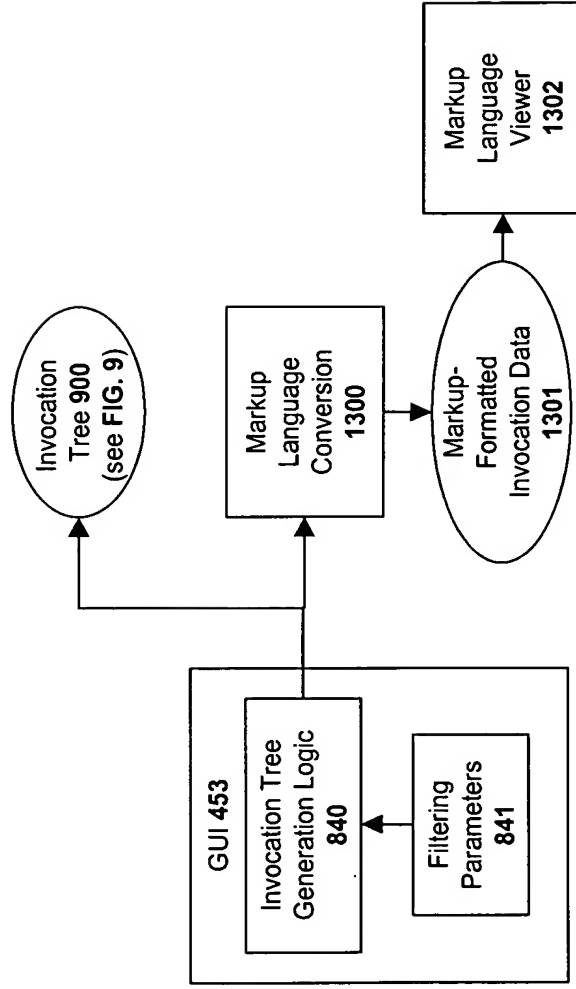 GUI 453
Invocation Tree
Generation Logic
840
Filtering
Parameters
841
Invocation
Tree 900
(see FIG. 9)
Markup
Language
Conversion
1300
Markup-
Formatted
Invocation Data
1301
Markup
Language
Viewer
1302